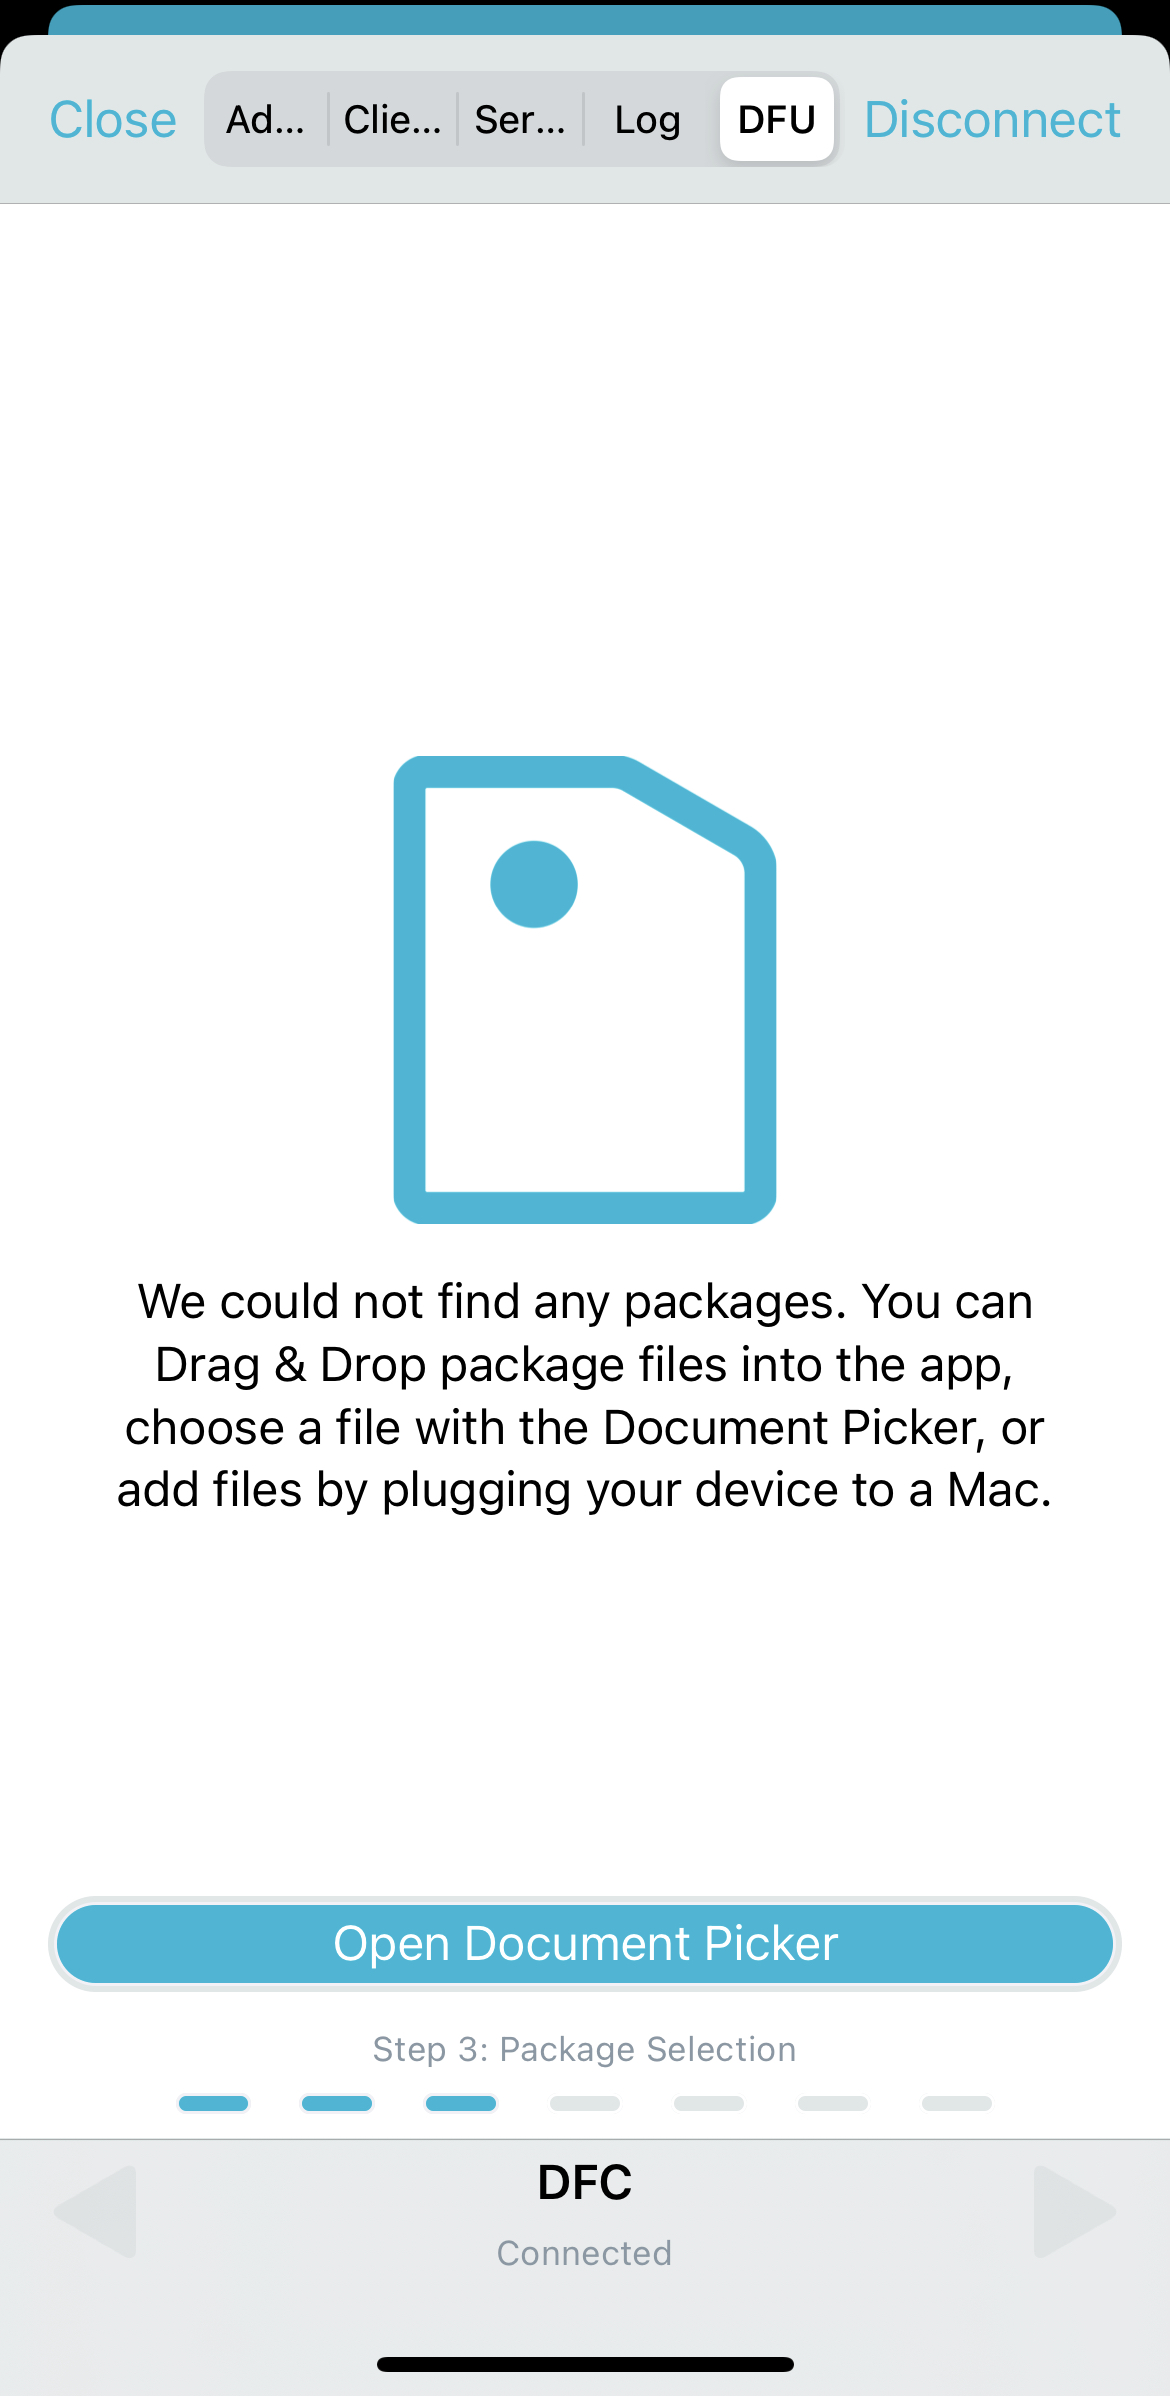 Close Ad... Clie... Ser... Log DFU Disconnect
We could not find any packages. You can
Drag & Drop package files into the app,
choose a file with the Document Picker, or
add files by plugging your device to a Mac.
Open Document Picker
Step 3: Package Selection
DFC
Connected